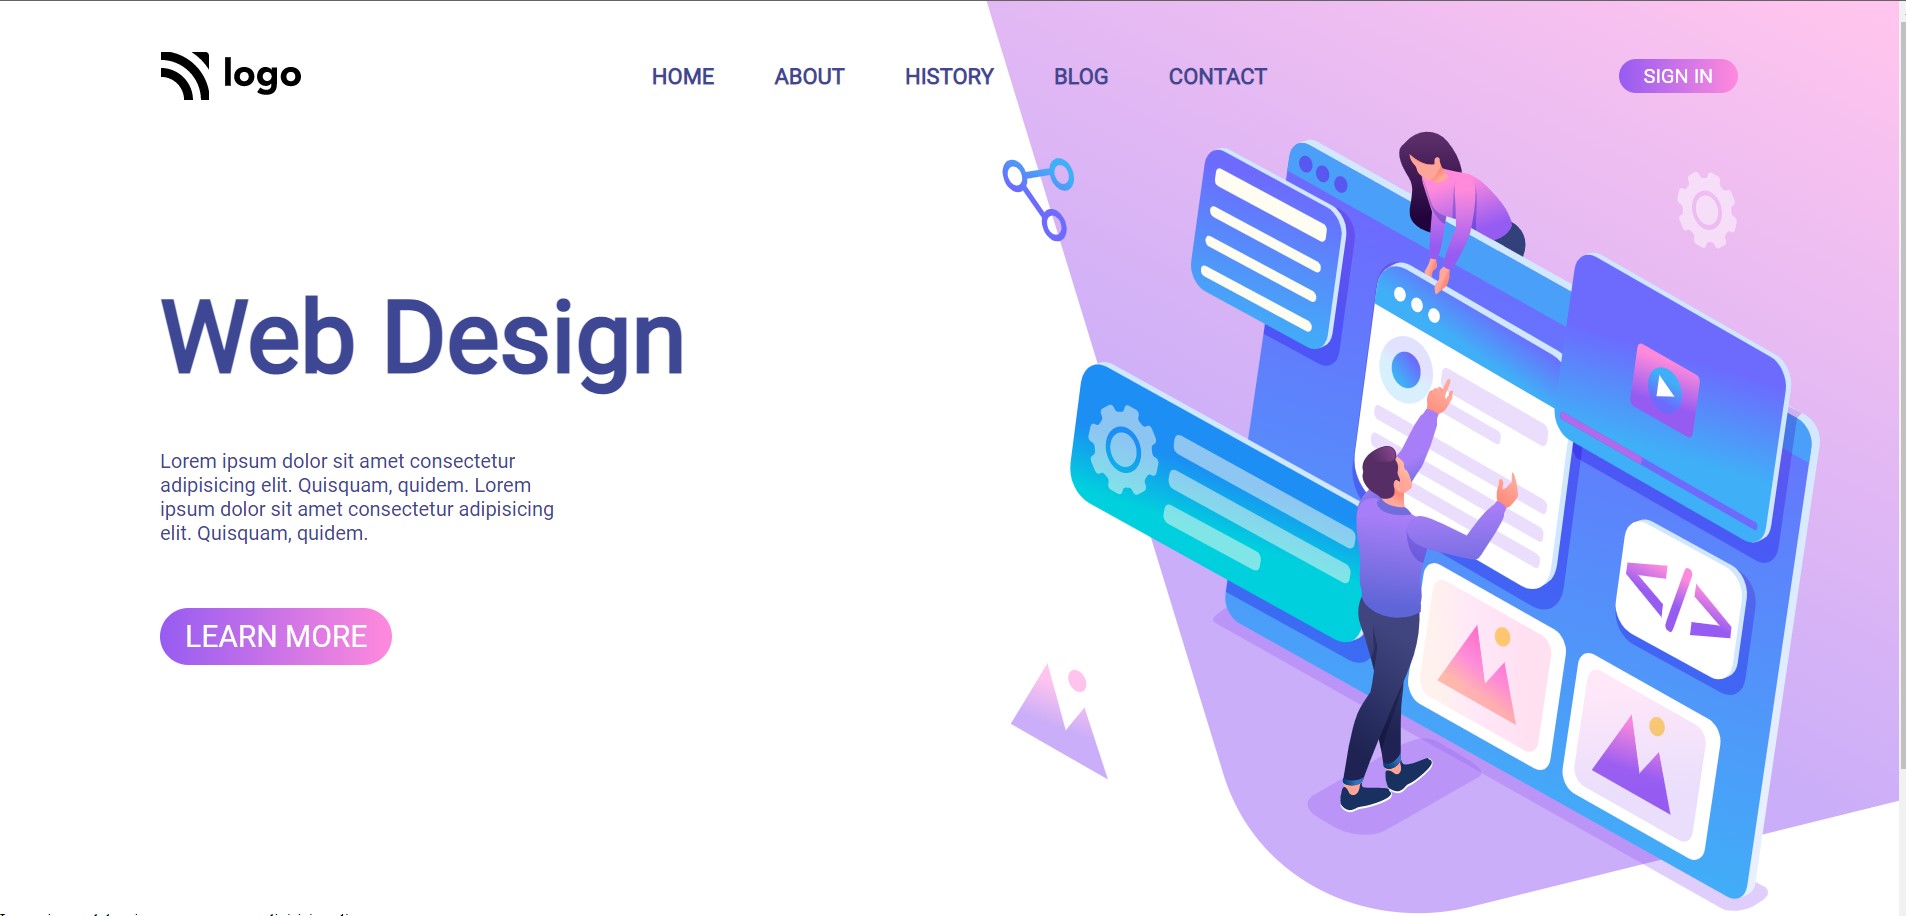 logo
HOME ABOUT HISTORY BLOG CONTACT
SIGN IN
Web Design
Lorem ipsum dolor sit amet consectetur
adipisicing elit. Quisquam, quidem. Lorem
ipsum dolor sit amet consectetur adipisicing
elit. Quisquam, quidem.
LEARN MORE
</>